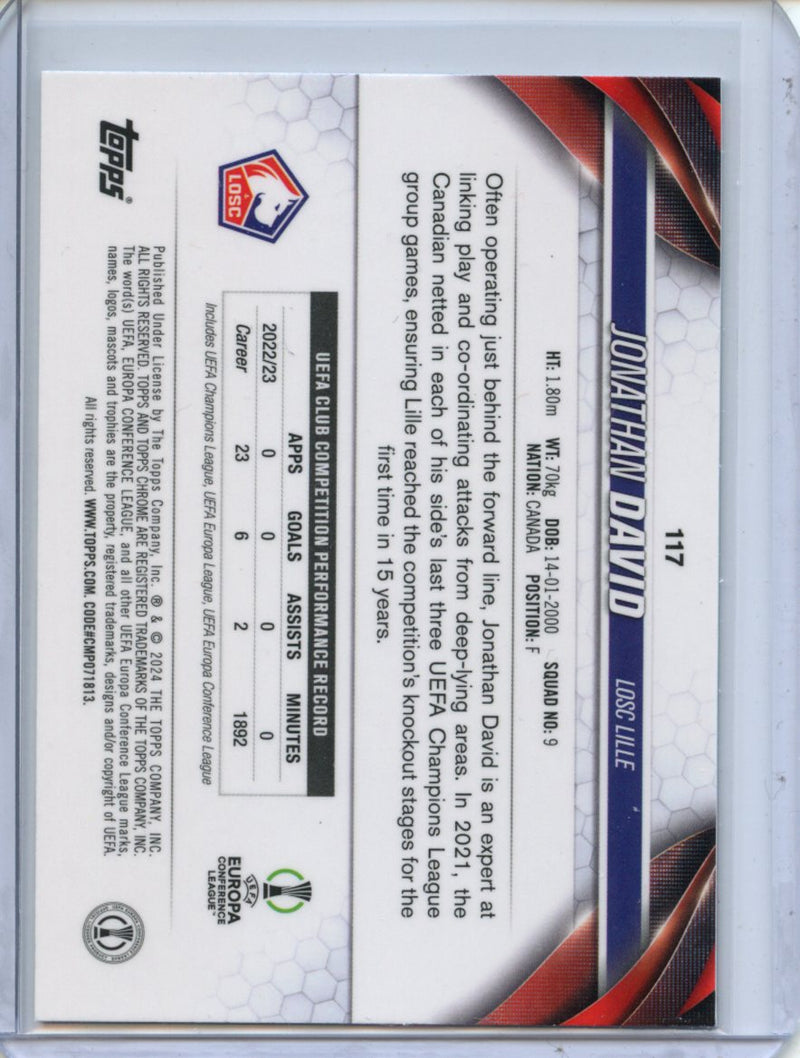 117
JONATHAN DAVID LOSC LILLE
HT: 1.80m WT: 70kg DOB: 14-01-2000 SQUAD NO: 9
NATION: CANADA POSITION: F
Often operating just behind the forward line, Jonathan David is an expert at
linking play and co-ordinating attacks from deep-lying areas. In 2021, the
Canadian netted in each of his side's last three UEFA Champions League
group games, ensuring Lille reached the competition's knockout stages for the
first time in 15 years.
UEFA CLUB COMPETITION PERFORMANCE RECORD
APPS GOALS ASSISTS MINUTES
2022/23 0 0 0 0
Career 23 6 2 1892
Includes UEFA Champions League, UEFA Europa League, UEFA Europa Conference League
LOSC
UEFA
EUROPA
CONFERENCE
LEAGUE™
topps®
Published Under License by The Topps Company, Inc. ® & © 2024 THE TOPPS COMPANY, INC.
ALL RIGHTS RESERVED. TOPPS AND TOPPS CHROME ARE REGISTERED TRADEMARKS OF THE TOPPS COMPANY, INC.
The word(s) UEFA, EUROPA CONFERENCE LEAGUE, and all other UEFA Europa Conference League marks,
names, logos, mascots and trophies are the property, registered trademarks, designs and/or copyright of UEFA.
All rights reserved. WWW.TOPPS.COM. CODE#CMP071813.